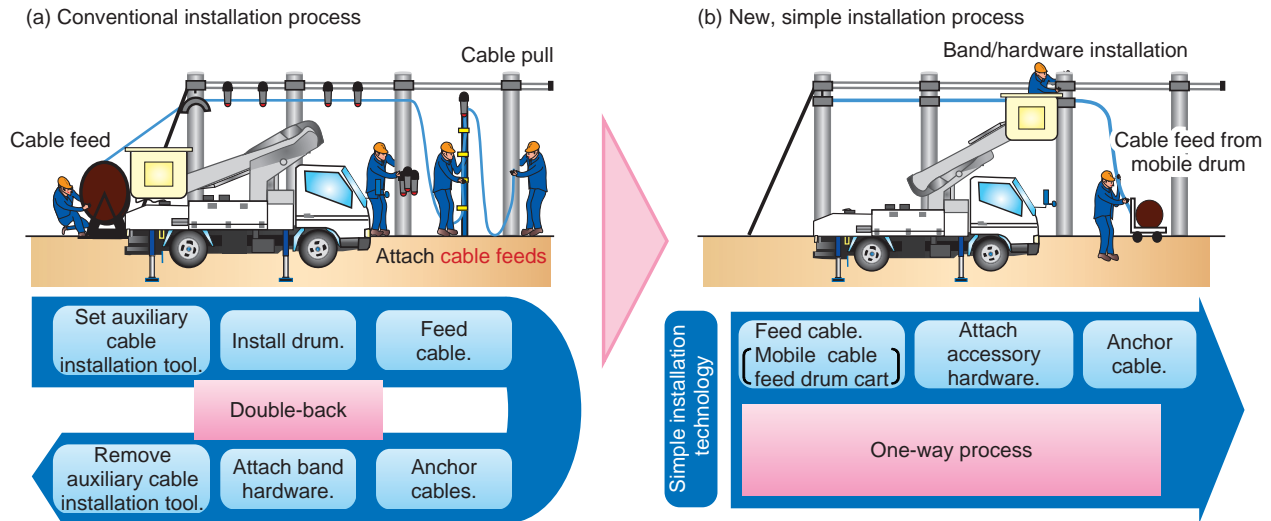 (a) Conventional installation process
Cable pull
Cable feed
Attach cable feeds
Set auxiliary
cable
installation tool.
Install drum.
Feed
cable.
Double-back
Remove
auxiliary cable
installation tool.
Attach band
hardware.
Anchor
cables.
(b) New, simple installation process
Band/hardware installation
Cable feed from
mobile drum
Simple installation
technology
Feed cable.
(Mobile cable
feed drum cart)
Attach
accessory
hardware.
Anchor
cable.
One-way process